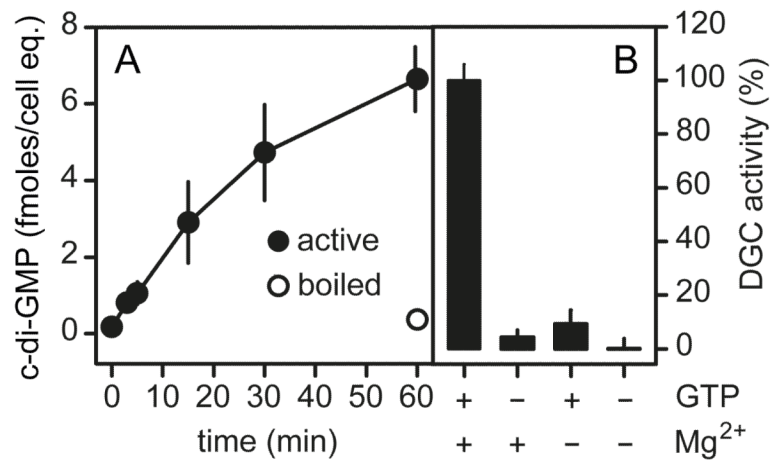 A
B
c-di-GMP (fmoles/cell eq.)
8
6
4
2
0
active
boiled
0 10 20 30 40 50 60
time (min)
120
100
80
60
40
20
0
DGC activity (%)
+ − + − GTP
+ + − − Mg²⁺